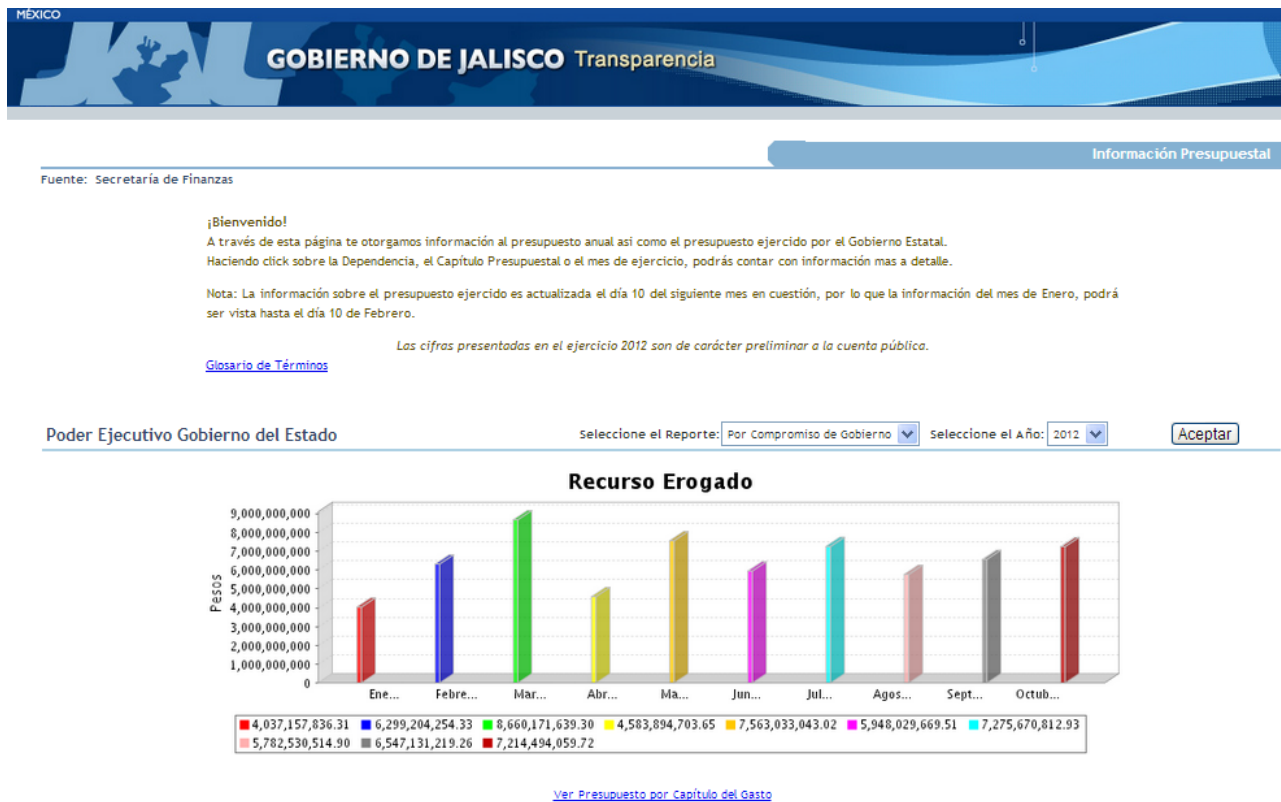 MÉXICO
JAL
GOBIERNO DE JALISCO Transparencia
Información Presupuestal
Fuente: Secretaría de Finanzas
¡Bienvenido!
A través de esta página te otorgamos información al presupuesto anual asi como el presupuesto ejercido por el Gobierno Estatal.
Haciendo click sobre la Dependencia, el Capítulo Presupuestal o el mes de ejercicio, podrás contar con información mas a detalle.
Nota: La información sobre el presupuesto ejercido es actualizada el día 10 del siguiente mes en cuestión, por lo que la información del mes de Enero, podrá
ser vista hasta el día 10 de Febrero.
Las cifras presentadas en el ejercicio 2012 son de carácter preliminar a la cuenta pública.
Glosario de Términos
Poder Ejecutivo Gobierno del Estado Seleccione el Reporte: Por Compromiso de Gobierno Seleccione el Año: 2012 Aceptar
Recurso Erogado
Pesos
9,000,000,000
8,000,000,000
7,000,000,000
6,000,000,000
5,000,000,000
4,000,000,000
3,000,000,000
2,000,000,000
1,000,000,000
0
Ene... Febre... Mar... Abr... Ma... Jun... Jul... Agos... Sept... Octub...
4,037,157,836.31 6,299,204,254.33 8,660,171,639.30 4,583,894,703.65 7,563,033,043.02 5,948,029,669.51 7,275,670,812.93
5,782,530,514.90 6,547,131,219.26 7,214,494,059.72
Ver Presupuesto por Capítulo del Gasto